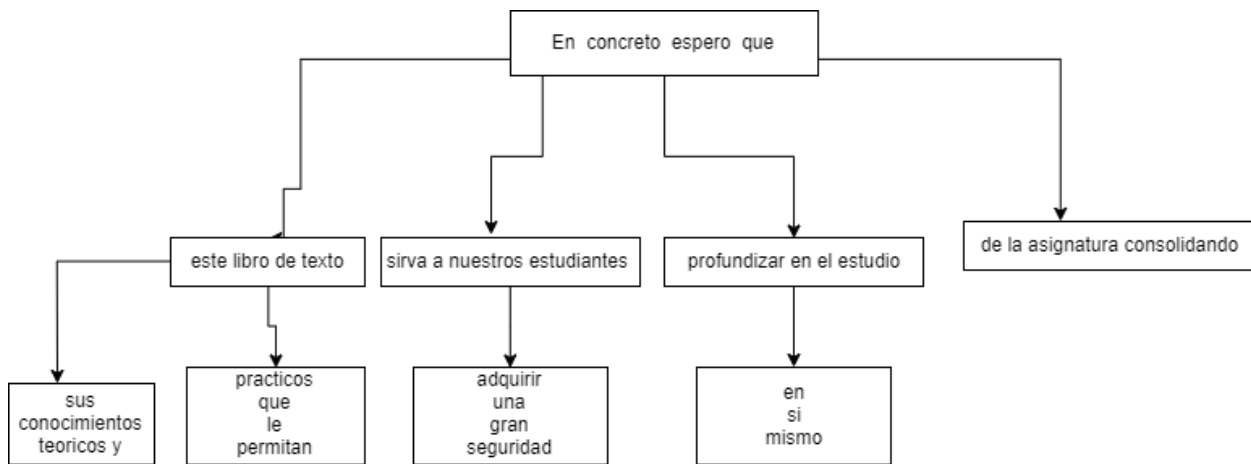 En concreto espero que
este libro de texto
sirva a nuestros estudiantes
profundizar en el estudio
de la asignatura consolidando
sus
conocimientos
teoricos y
practicos
que
le
permitan
adquirir
una
gran
seguridad
en
si
mismo